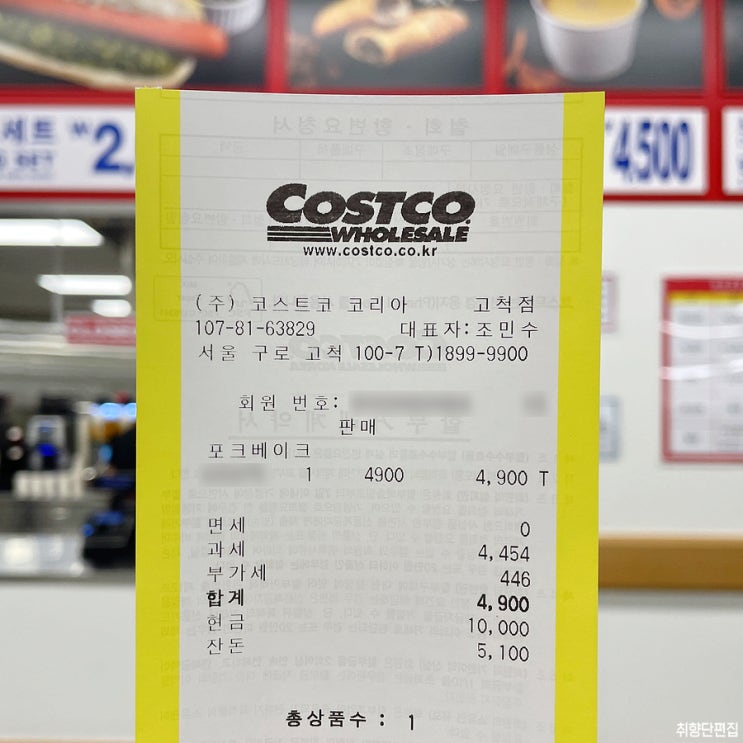 세트
₩2,
4,500
COSTCO
WHOLESALE
www.costco.co.kr
(주) 코스트코 코리아 고척점
107-81-63829 대표자:조민수
서울 구로 고척 100-7 T)1899-9900
회원 번호:
판매
포크베이크
1 4900 4,900 T
면세 0
과세 4,454
부가세 446
합계 4,900
현금 10,000
잔돈 5,100
총상품수 : 1
취향단편집